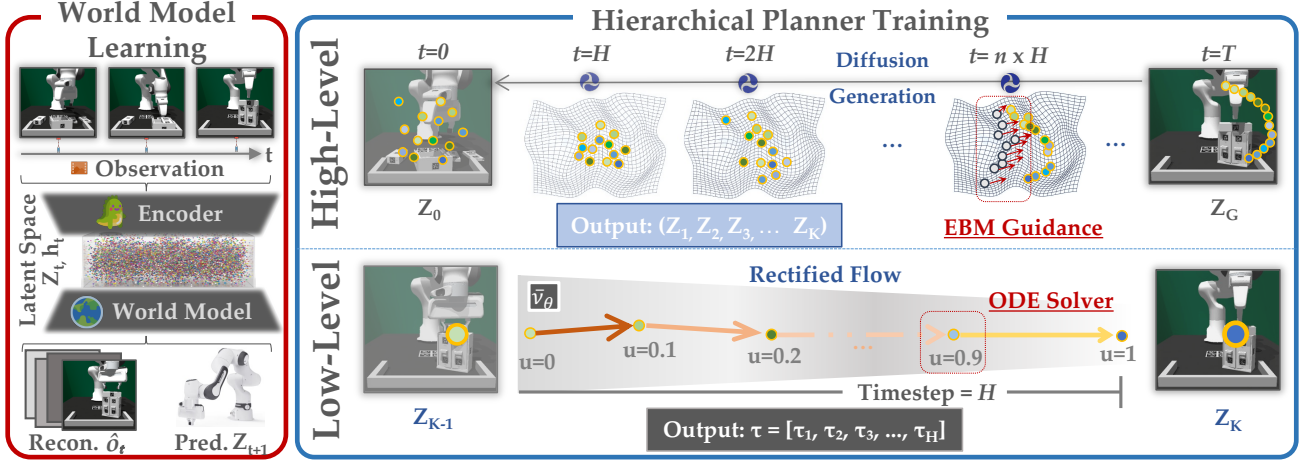 World Model
Learning
t
Observation
Encoder
Latent Space
Z_t, h_t
World Model
Recon. ô_t
Pred. Z_{t+1}
Hierarchical Planner Training
High-Level
t=0
t=H
t=2H
Diffusion
Generation
t= n x H
t=T
...
...
Z_0
Output: (Z_1, Z_2, Z_3, ... Z_K)
EBM Guidance
Z_G
Low-Level
Rectified Flow
ν̄_θ
ODE Solver
u=0
u=0.1
u=0.2
...
u=0.9
u=1
Timestep = H
Z_{K-1}
Z_K
Output: τ = [τ_1, τ_2, τ_3, ..., τ_H]